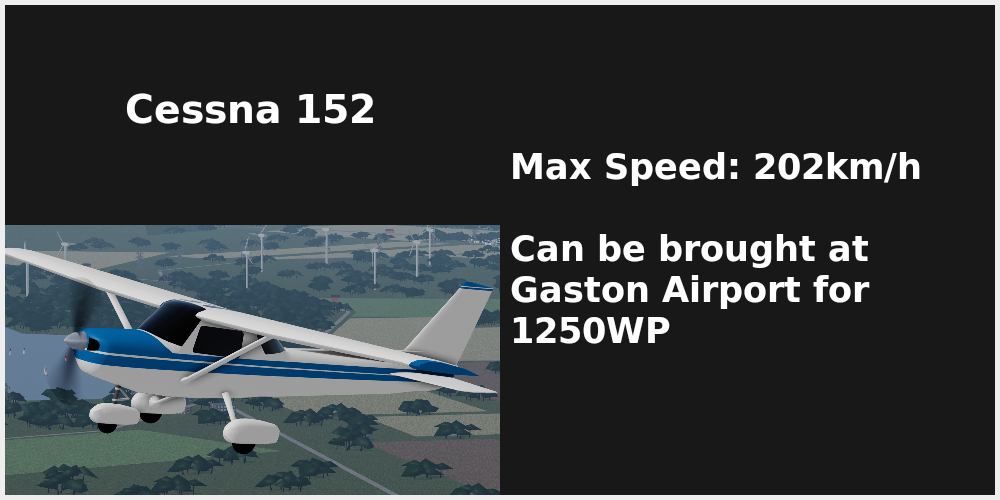 Cessna 152
Max Speed: 202km/h
Can be brought at
Gaston Airport for
1250WP